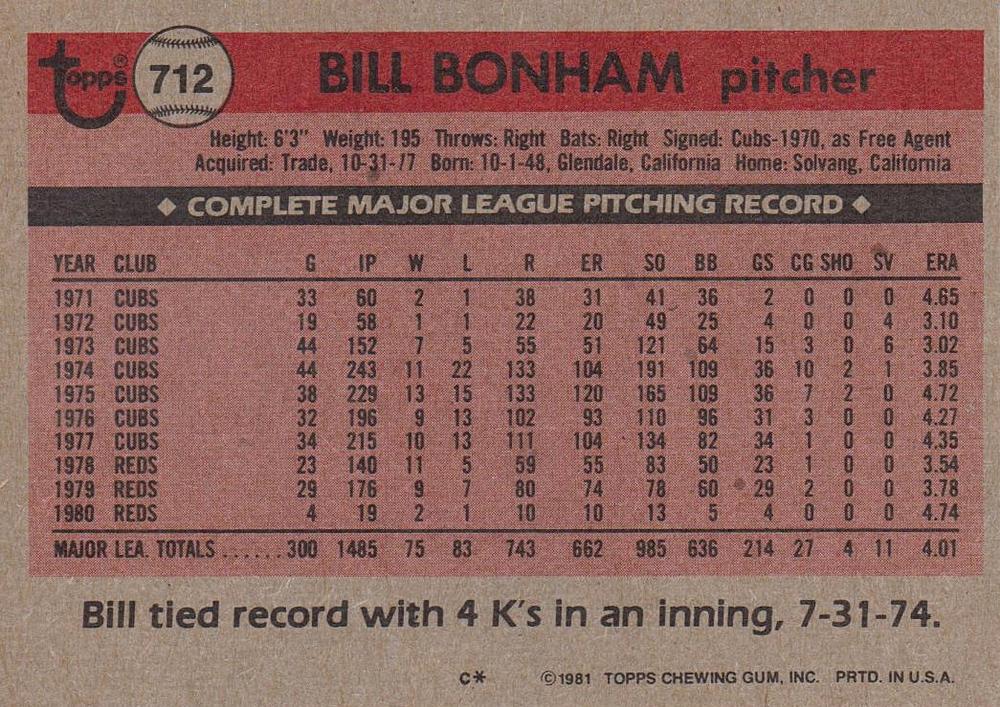 Topps® 712 BILL BONHAM pitcher
Height: 6'3" Weight: 195 Throws: Right Bats: Right Signed: Cubs-1970, as Free Agent
Acquired: Trade, 10-31-77 Born: 10-1-48, Glendale, California Home: Solvang, California
◆ COMPLETE MAJOR LEAGUE PITCHING RECORD ◆
YEAR CLUB G IP W L R ER SO BB GS CG SHO SV ERA
1971 CUBS 33 60 2 1 38 31 41 36 2 0 0 0 4.65
1972 CUBS 19 58 1 1 22 20 49 25 4 0 0 4 3.10
1973 CUBS 44 152 7 5 55 51 121 64 15 3 0 6 3.02
1974 CUBS 44 243 11 22 133 104 191 109 36 10 2 1 3.85
1975 CUBS 38 229 13 15 133 120 165 109 36 7 2 0 4.72
1976 CUBS 32 196 9 13 102 93 110 96 31 3 0 0 4.27
1977 CUBS 34 215 10 13 111 104 134 82 34 1 0 0 4.35
1978 REDS 23 140 11 5 59 55 83 50 23 1 0 0 3.54
1979 REDS 29 176 9 7 80 74 78 60 29 2 0 0 3.78
1980 REDS 4 19 2 1 10 10 13 5 4 0 0 0 4.74
MAJOR LEA. TOTALS ...... 300 1485 75 83 743 662 985 636 214 27 4 11 4.01
Bill tied record with 4 K's in an inning, 7-31-74.
C* ©1981 TOPPS CHEWING GUM, INC. PRTD. IN U.S.A.